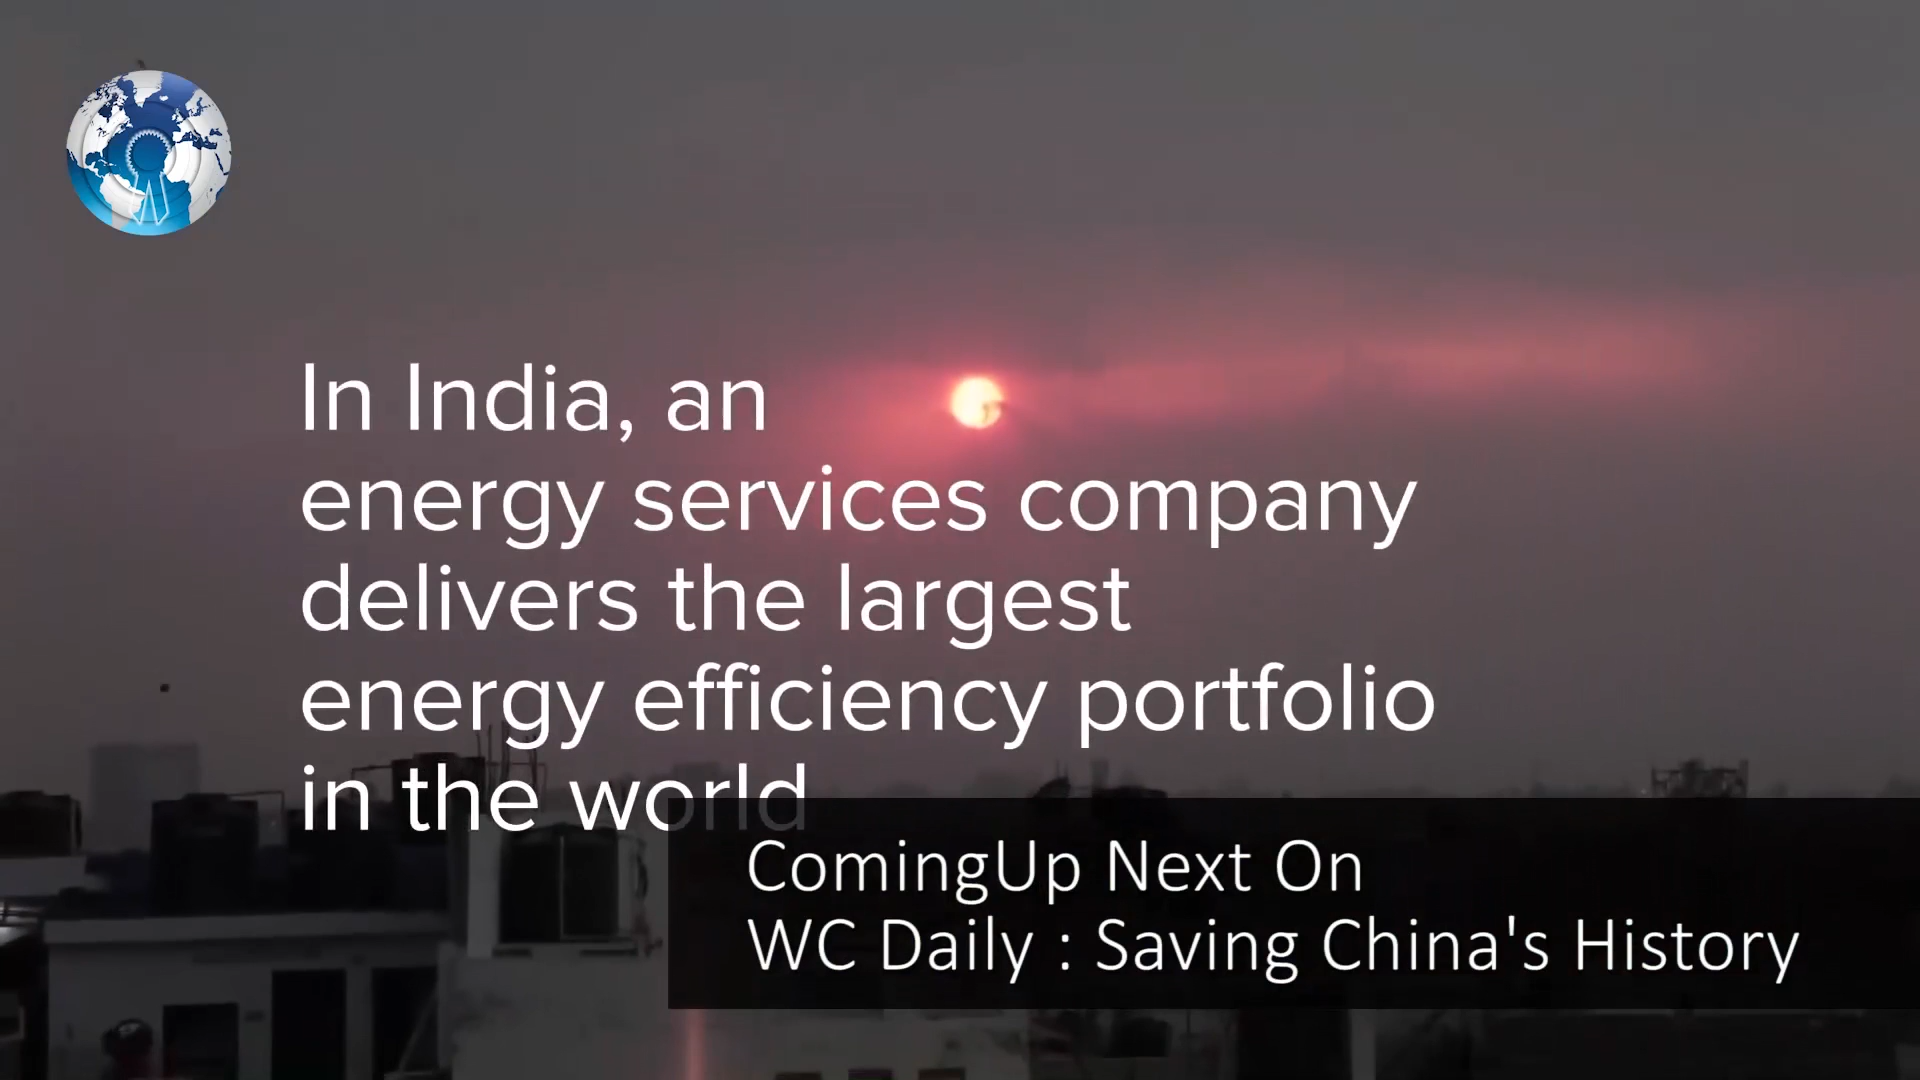 In India, an
energy services company
delivers the largest
energy efficiency portfolio
in the world
ComingUp Next On
WC Daily : Saving China's History